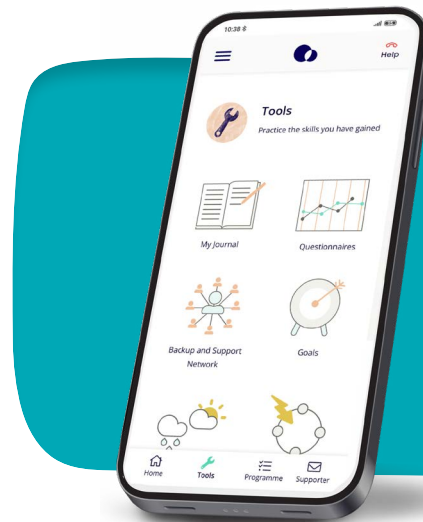 10:38
Help
Tools
Practice the skills you have gained
My Journal
Questionnaires
Backup and Support
Network
Goals
Home
Tools
Programme
Supporter